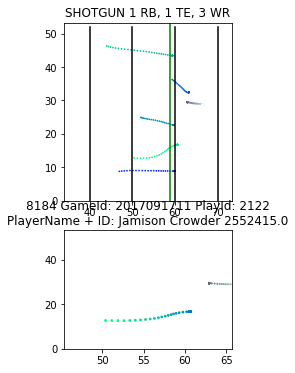 SHOTGUN 1 RB, 1 TE, 3 WR
50
40
30
20
10
0
40 50 60 70
8184 GameId: 2017091711 PlayId: 2122
PlayerName + ID: Jamison Crowder 2552415.0
40
20
0
50 55 60 65